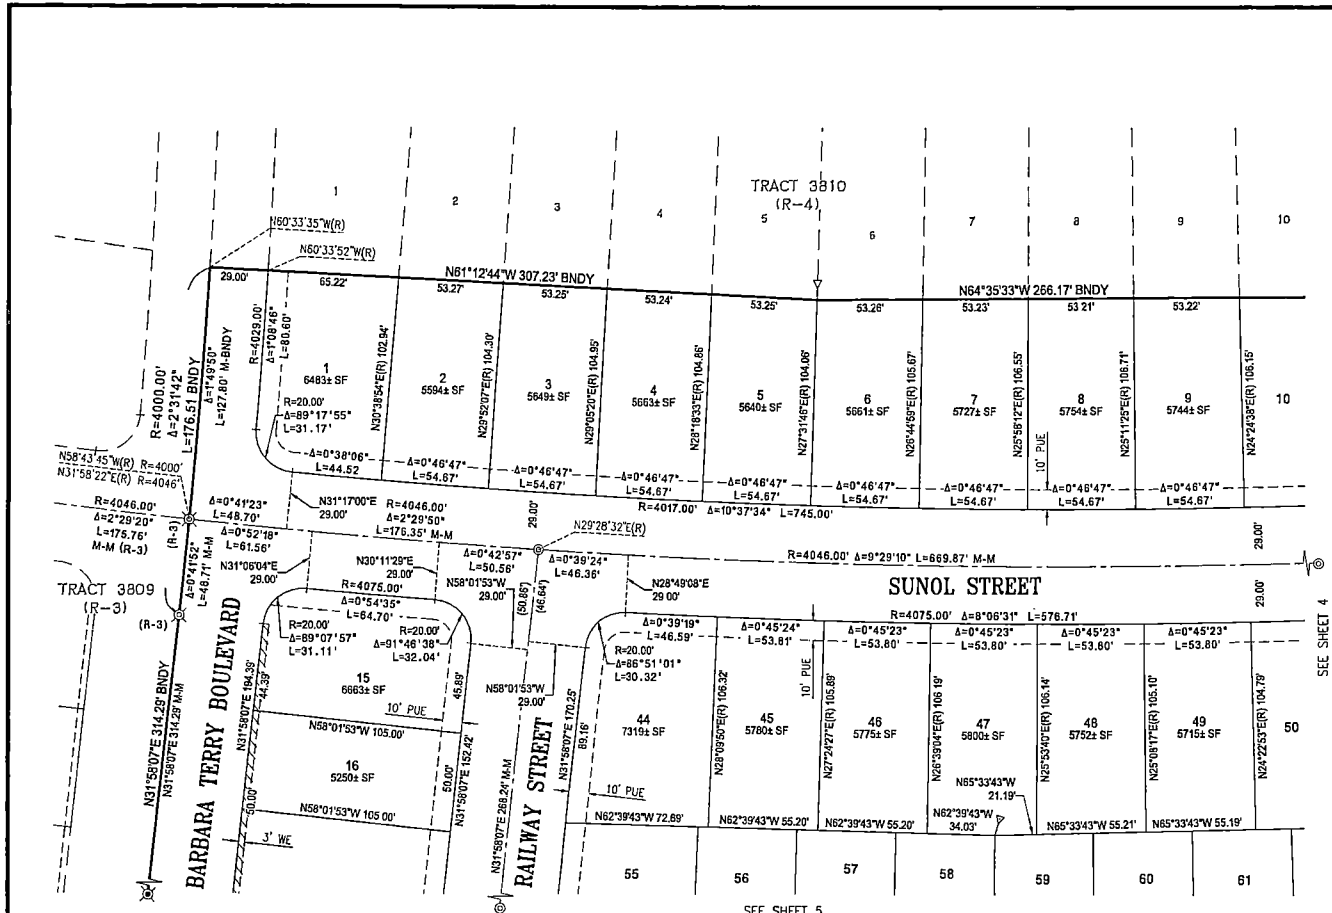 1
2
3
4
5
6
7
8
9
10
TRACT 3810
(R-4)
N60°33'35"W(R)
N60°33'52"W(R)
N61°12'44"W 307.23' BNDY
N64°35'33"W 266.17' BNDY
29.00'
65.22'
53.27'
53.25'
53.24'
53.25'
53.26'
53.23'
53 21'
53.22'
R=4000.00'
Δ=2°31'42"
L=176.51 BNDY
Δ=1°49'50"
L=127.80' M-BNDY
R=4029.00'
Δ=1°08'46"
L=80.60'
1
6483± SF
N30°38'54"E(R) 102.94'
2
5594± SF
N29°52'07"E(R) 104.30'
3
5649± SF
N29°05'20"E(R) 104.95'
4
5663± SF
N28°18'33"E(R) 104.86'
5
5640± SF
N27°31'46"E(R) 104.06'
6
5661± SF
N26°44'59"E(R) 105.67'
7
5727± SF
N25°58'12"E(R) 106.55'
8
5754± SF
N25°11'25"E(R) 106.71'
9
5744± SF
N24°24'38"E(R) 106.15'
10
R=20.00'
Δ=89°17'55"
L=31.17'
10' PUE
Δ=0°38'06"
L=44.52
Δ=0°46'47"
L=54.67'
Δ=0°46'47"
L=54.67'
Δ=0°46'47"
L=54.67'
Δ=0°46'47"
L=54.67'
Δ=0°46'47"
L=54.67'
Δ=0°46'47"
L=54.67'
Δ=0°46'47"
L=54.67'
Δ=0°46'47"
L=54.67'
R=4017.00' Δ=10°37'34" L=745.00'
N58°43'45"W(R) R=4000'
N31°58'22"E(R) R=4046'
R=4046.00'
Δ=2°29'20"
L=175.76'
M-M (R-3)
(R-3)
Δ=0°41'23"
L=48.70'
Δ=0°52'18"
L=61.56'
N31°17'00"E
29.00'
R=4046.00'
Δ=2°29'50"
L=176.35' M-M
29.00'
N29°28'32"E(R)
Δ=0°42'57"
L=50.56'
Δ=0°39'24"
L=46.36'
R=4046.00' Δ=9°29'10" L=669.87' M-M
29.00'
SUNOL STREET
29.00'
R=4075.00' Δ=8°06'31" L=576.71'
SEE SHEET 4
TRACT 3809
(R-3)
(R-3)
Δ=0°41'52"
L=48.71' M-M
N31°06'04"E
29.00'
N30°11'29"E
29.00'
N58°01'53"W
29.00'
(50.86')
(46.64')
N28°49'08"E
29 00'
R=4075.00'
Δ=0°54'35"
L=64.70'
R=20.00'
Δ=89°07'57"
L=31.11'
R=20.00'
Δ=91°46'38"
L=32.04'
R=20.00'
Δ=86°51'01"
L=30.32'
Δ=0°39'19"
L=46.59'
Δ=0°45'24"
L=53.81'
Δ=0°45'23"
L=53.80'
Δ=0°45'23"
L=53.80'
Δ=0°45'23"
L=53.80'
Δ=0°45'23"
L=53.80'
10' PUE
15
6663± SF
10' PUE
45.89'
N58°01'53"W
29.00'
N58°01'53"W 105.00'
16
5250± SF
50.00'
N31°58'07"E 152.42'
N58°01'53"W 105 00'
3' WE
44.39'
50.00'
N31°58'07"E 194.39'
BARBARA TERRY BOULEVARD
N31°58'07"E 314.29' BNDY
N31°58'07"E 314.29' M-M
N31°58'07"E 268.24' M-M
RAILWAY STREET
N31°58'07"E 170.25'
89.16'
10' PUE
44
7319± SF
N28°09'50"E(R) 106.32'
45
5780± SF
N27°24'27"E(R) 105.89'
46
5775± SF
N26°39'04"E(R) 106.19'
47
5800± SF
N25°53'40"E(R) 106.14'
48
5752± SF
N25°08'17"E(R) 105.10'
49
5715± SF
N24°22'53"E(R) 104.79'
50
N65°33'43"W
21.19'
N62°39'43"W
34.03'
N62°39'43"W 72.69'
N62°39'43"W 55.20'
N62°39'43"W 55.20'
N65°33'43"W 55.21'
N65°33'43"W 55.19'
55
56
57
58
59
60
61
SEE SHEET 5